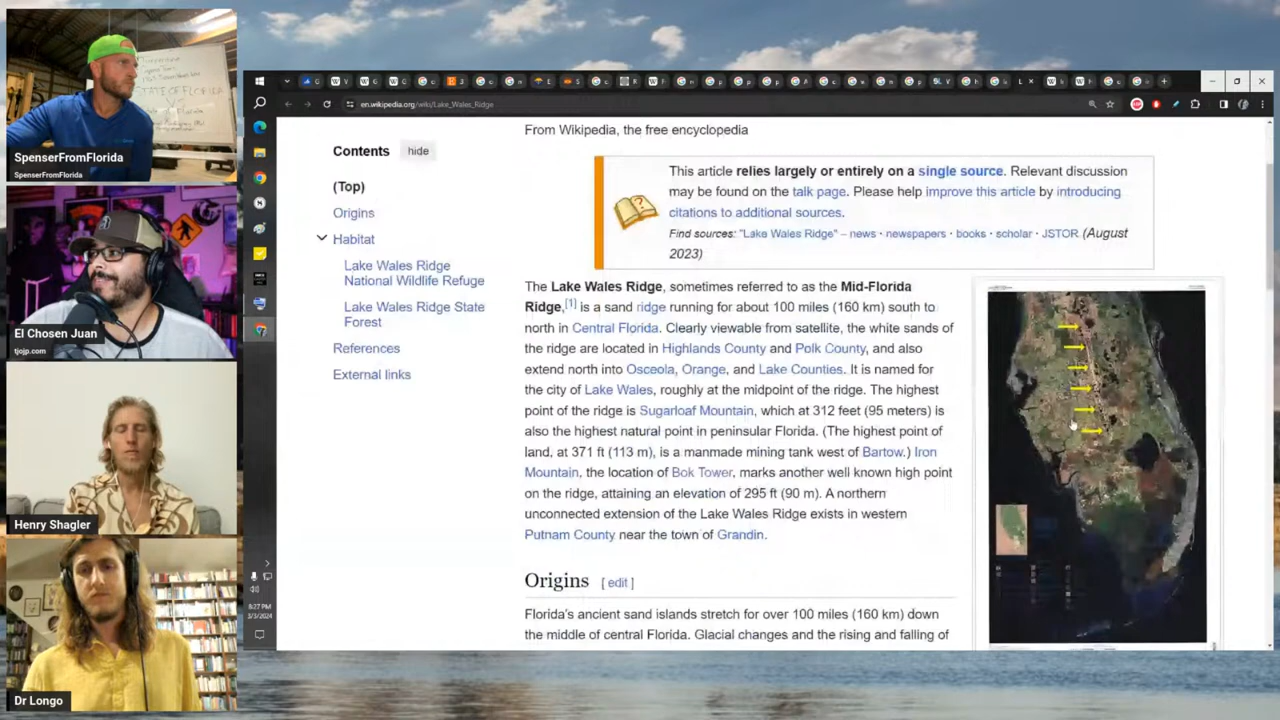 STATE OF FLORIDA
SpenserFromFlorida
SpenserFromFlorida
El Chosen Juan
tjojp.com
Henry Shagler
Dr Longo
en.wikipedia.org/wiki/Lake_Wales_Ridge
8:27 PM
3/3/2024
Contents hide
(Top)
Origins
Habitat
Lake Wales Ridge
National Wildlife Refuge
Lake Wales Ridge State
Forest
References
External links
From Wikipedia, the free encyclopedia
This article relies largely or entirely on a single source. Relevant discussion
may be found on the talk page. Please help improve this article by introducing
citations to additional sources.
Find sources: "Lake Wales Ridge" – news · newspapers · books · scholar · JSTOR (August
2023)
The Lake Wales Ridge, sometimes referred to as the Mid-Florida
Ridge,[1] is a sand ridge running for about 100 miles (160 km) south to
north in Central Florida. Clearly viewable from satellite, the white sands of
the ridge are located in Highlands County and Polk County, and also
extend north into Osceola, Orange, and Lake Counties. It is named for
the city of Lake Wales, roughly at the midpoint of the ridge. The highest
point of the ridge is Sugarloaf Mountain, which at 312 feet (95 meters) is
also the highest natural point in peninsular Florida. (The highest point of
land, at 371 ft (113 m), is a manmade mining tank west of Bartow.) Iron
Mountain, the location of Bok Tower, marks another well known high point
on the ridge, attaining an elevation of 295 ft (90 m). A northern
unconnected extension of the Lake Wales Ridge exists in western
Putnam County near the town of Grandin.
Origins [ edit ]
Florida's ancient sand islands stretch for over 100 miles (160 km) down
the middle of central Florida. Glacial changes and the rising and falling of